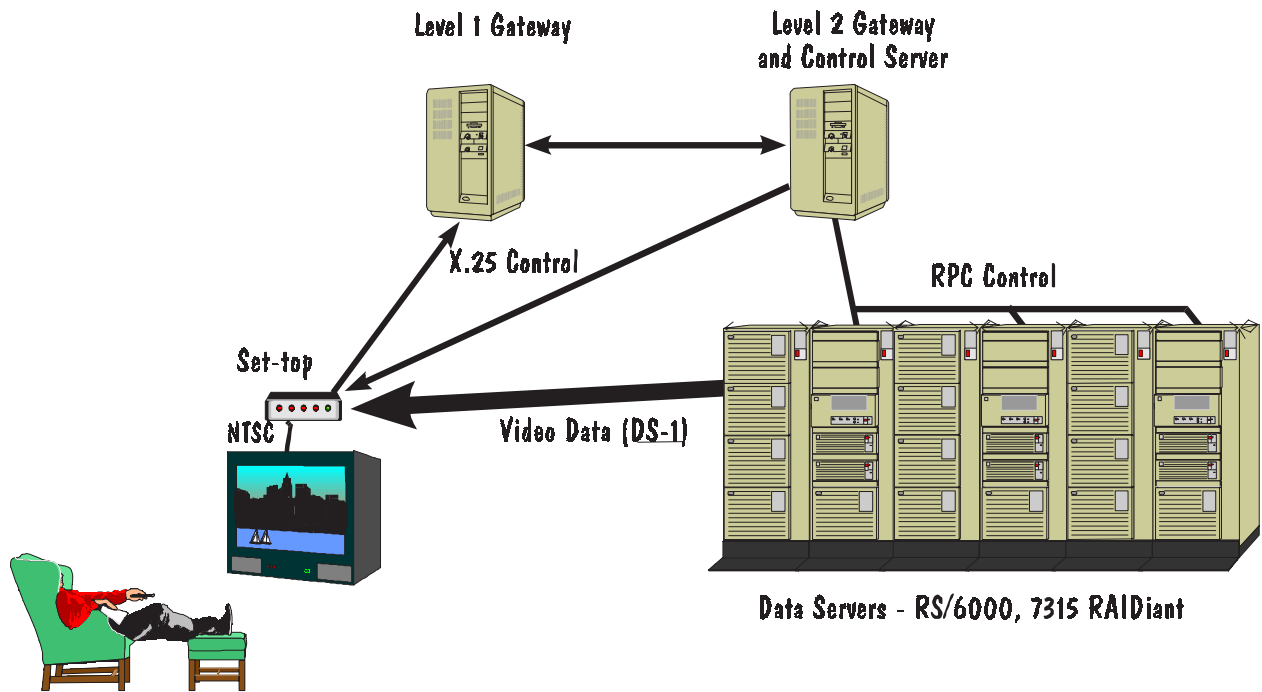 Level 1 Gateway
Level 2 Gateway
and Control Server
X.25 Control
RPC Control
Set-top
NTSC
Video Data (DS-1)
Data Servers - RS/6000, 7315 RAIDiant